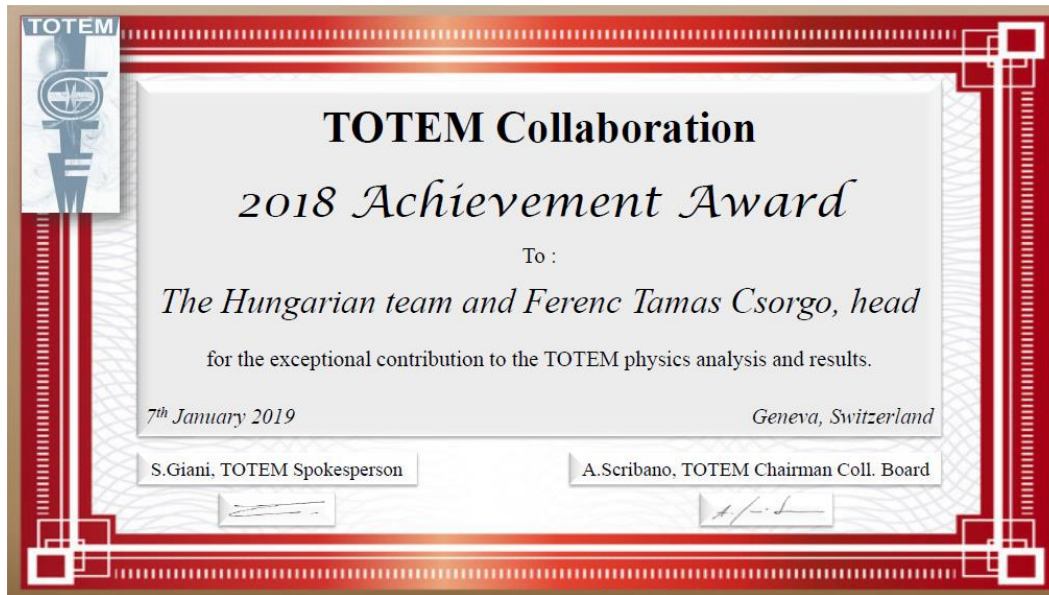 TOTEM
TOTEM Collaboration
2018 Achievement Award
To :
The Hungarian team and Ferenc Tamas Csorgo, head
for the exceptional contribution to the TOTEM physics analysis and results.
7th January 2019
Geneva, Switzerland
S.Giani, TOTEM Spokesperson
A.Scribano, TOTEM Chairman Coll. Board